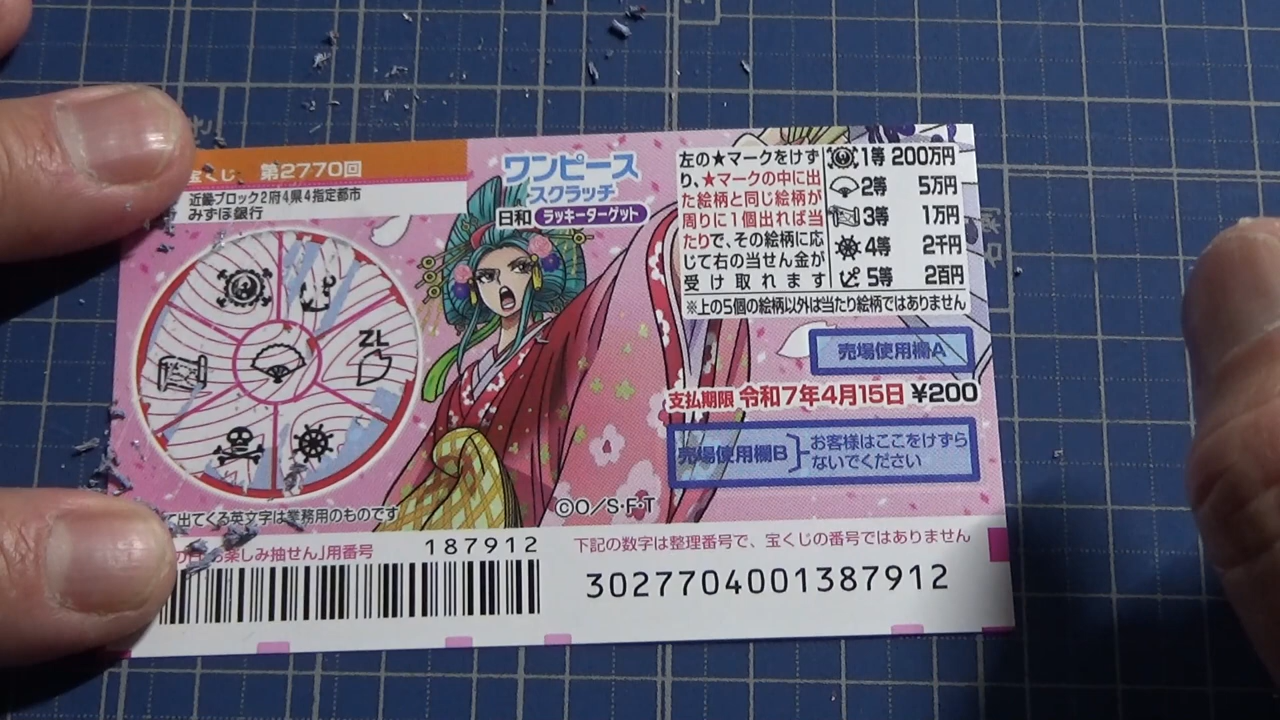 宝くじ 第2770回
近畿ブロック2府4県4指定都市
みずほ銀行
ワンピース
スクラッチ
日和 ラッキーターゲット
ZL
て出てくる英文字は業務用のものです
左の★マークをけず
り、★マークの中に出
た絵柄と同じ絵柄が
周りに1個出れば当
たりで、その絵柄に応
じて右の当せん金が
受け取れます
1等 200万円
2等 5万円
3等 1万円
4等 2千円
5等 2百円
※上の5個の絵柄以外は当たり絵柄ではありません
売場使用欄A
支払期限 令和7年4月15日 ¥200
売場使用欄B
お客様はここをけずら
ないでください
©O/S・F・T
お楽しみ抽せん」用番号
187912
下記の数字は整理番号で、宝くじの番号ではありません
30277040013​87912